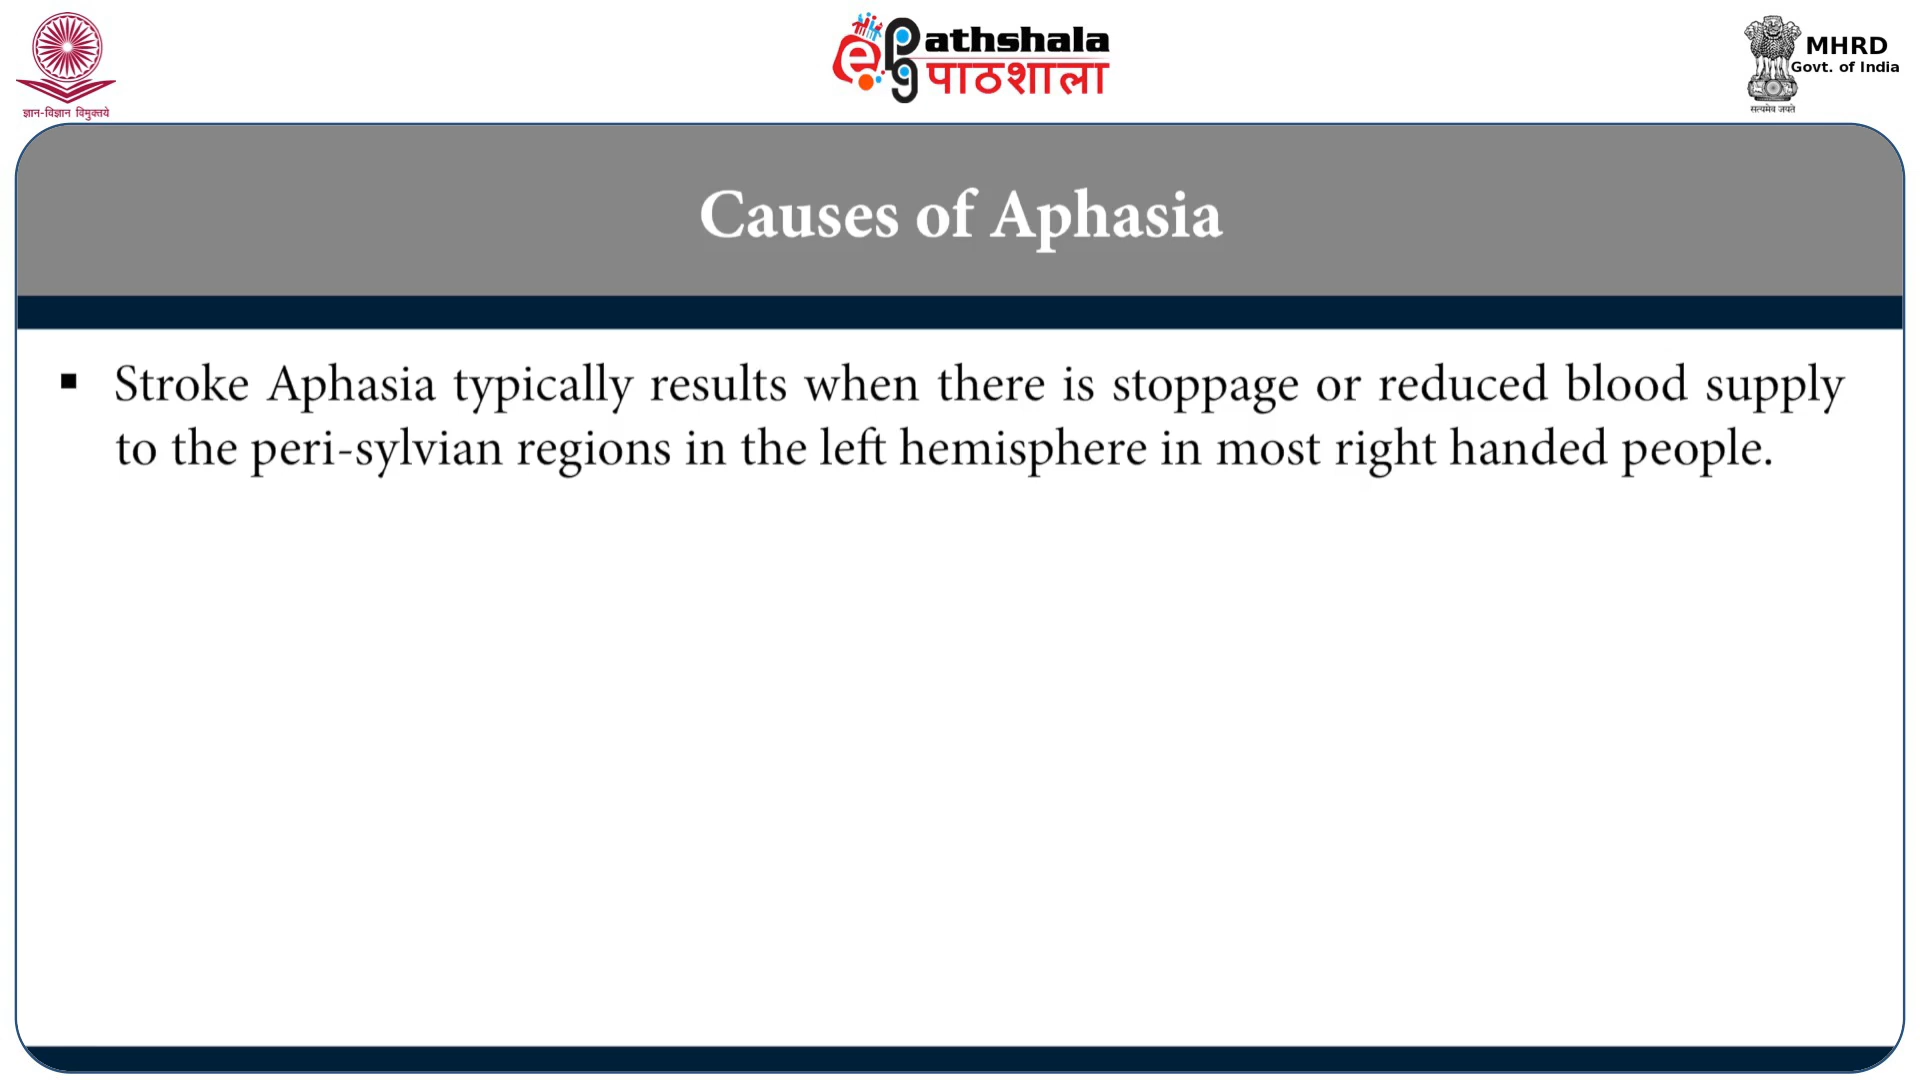 ज्ञान-विज्ञान विमुक्तये
e pg Pathshala
पाठशाला
MHRD
Govt. of India
सत्यमेव जयते
Causes of Aphasia
▪ Stroke Aphasia typically results when there is stoppage or reduced blood supply
to the peri-sylvian regions in the left hemisphere in most right handed people.